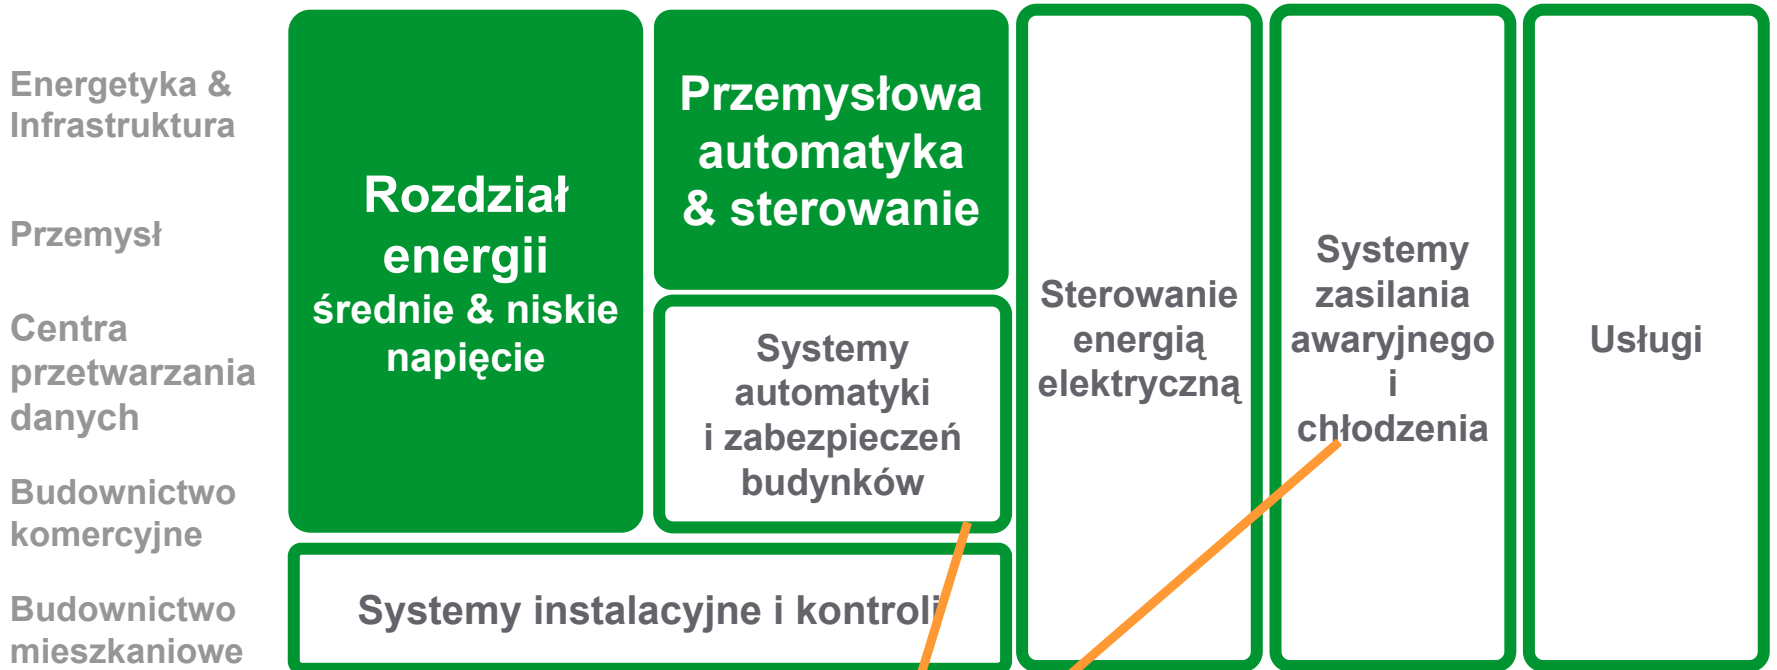 Energetyka &
Infrastruktura
Przemysł
Centra
przetwarzania
danych
Budownictwo
komercyjne
Budownictwo
mieszkaniowe
Rozdział
energii
średnie & niskie
napięcie
Przemysłowa
automatyka
& sterowanie
Systemy
automatyki
i zabezpieczeń
budynków
Systemy instalacyjne i kontroli
Sterowanie
energią
elektryczną
Systemy
zasilania
awaryjnego
i
chłodzenia
Usługi